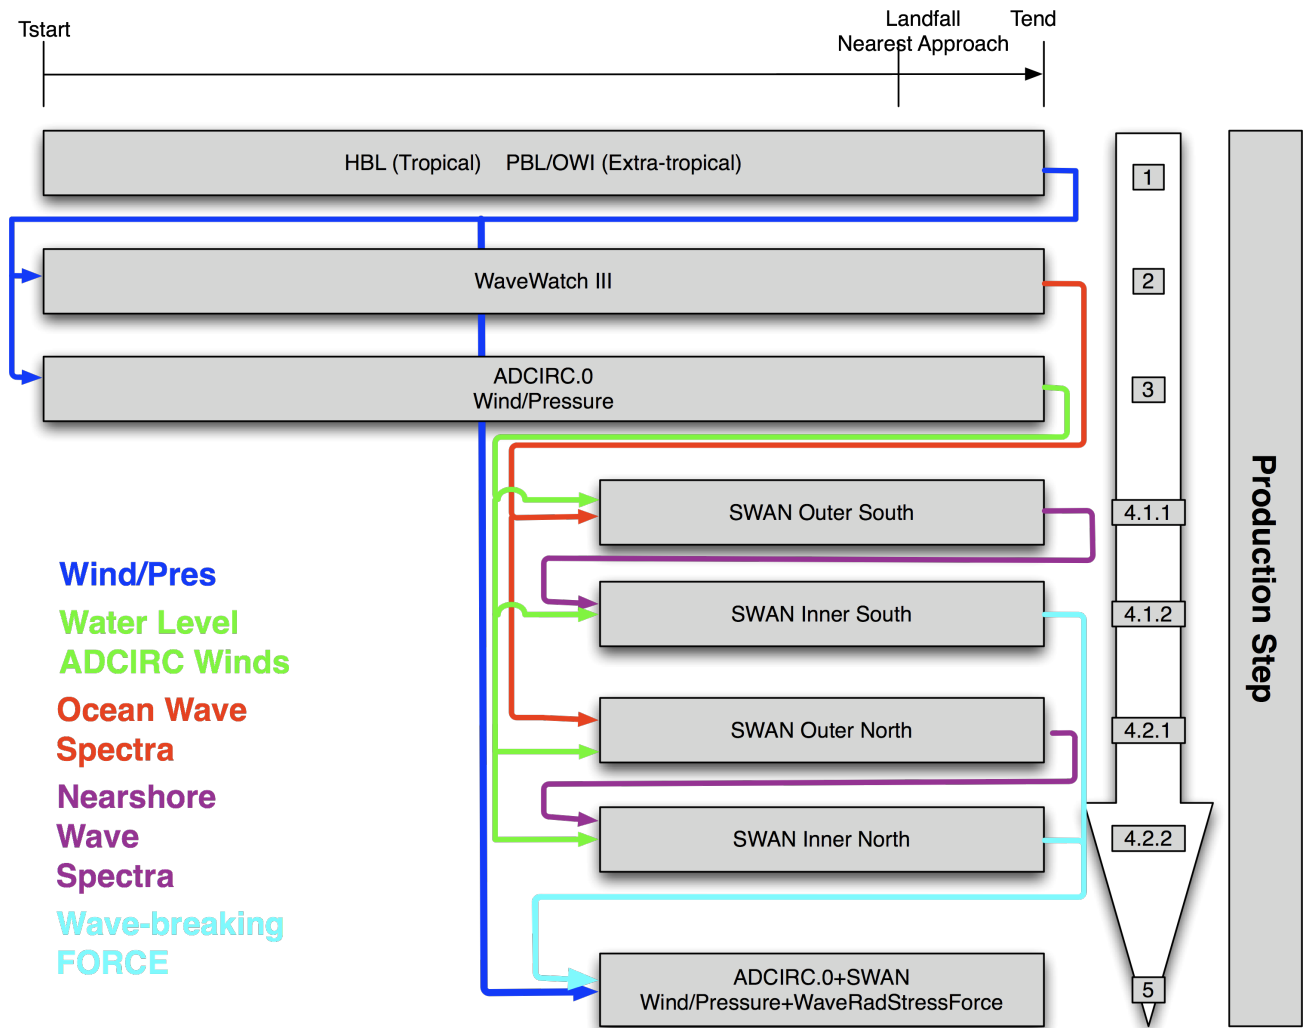 Tstart
Landfall
Nearest Approach
Tend
HBL (Tropical) PBL/OWI (Extra-tropical)
1
WaveWatch III
2
ADCIRC.0
Wind/Pressure
3
SWAN Outer South
4.1.1
SWAN Inner South
4.1.2
SWAN Outer North
4.2.1
SWAN Inner North
4.2.2
ADCIRC.0+SWAN
Wind/Pressure+WaveRadStressForce
5
Production Step
Wind/Pres
Water Level
ADCIRC Winds
Ocean Wave
Spectra
Nearshore
Wave
Spectra
Wave-breaking
FORCE